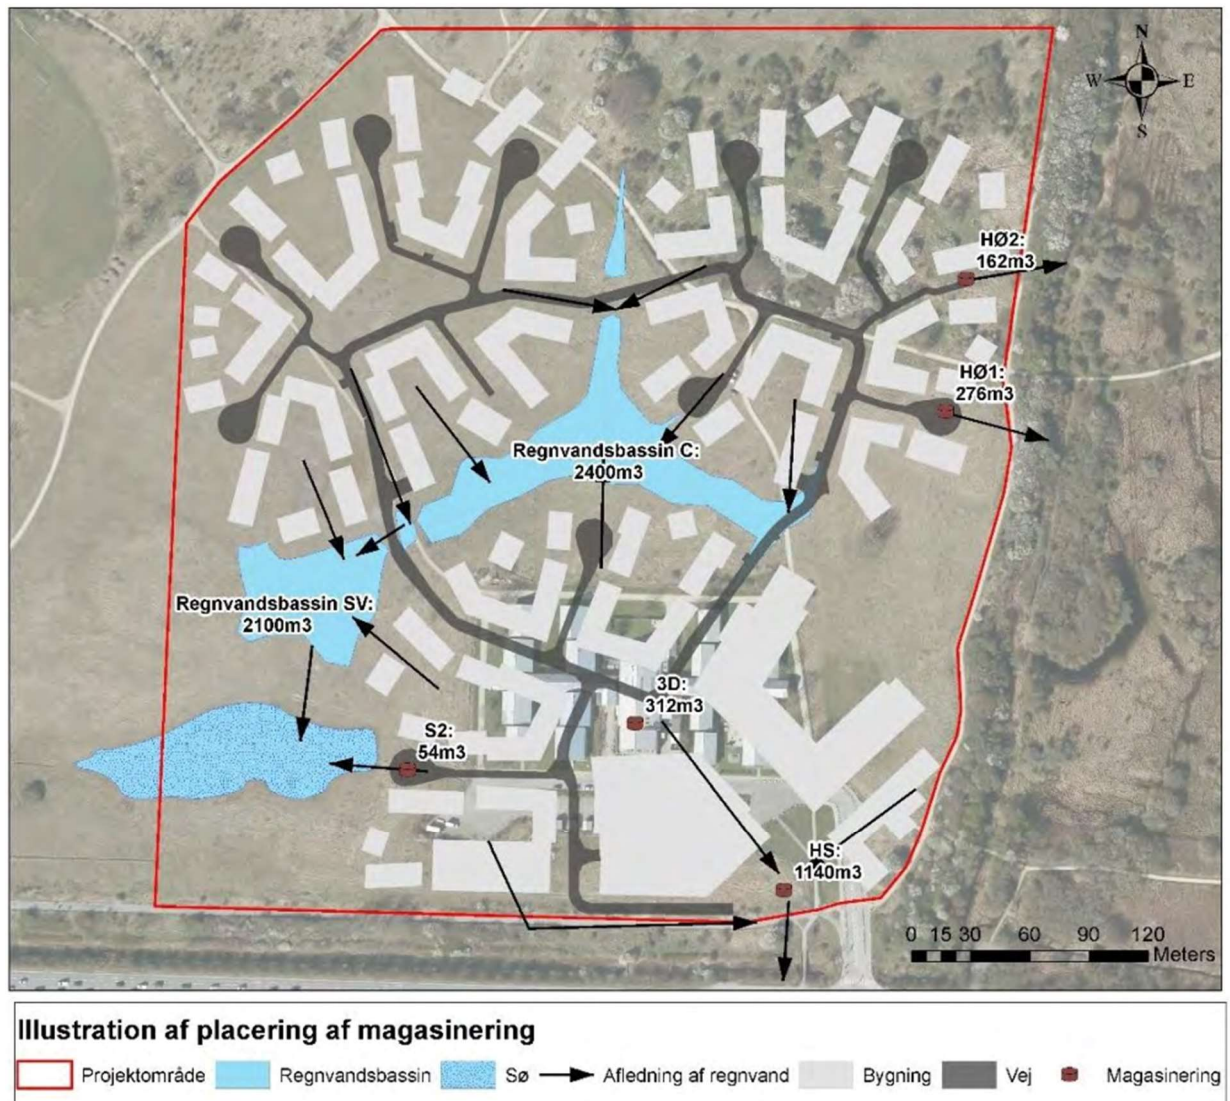 N
W E
S
HØ2:
162m3
HØ1:
276m3
Regnvandsbassin C:
2400m3
Regnvandsbassin SV:
2100m3
3D:
312m3
S2:
54m3
HS:
1140m3
0 15 30 60 90 120
Meters
Illustration af placering af magasinering
Projektområde Regnvandsbassin Sø Afledning af regnvand Bygning Vej Magasinering